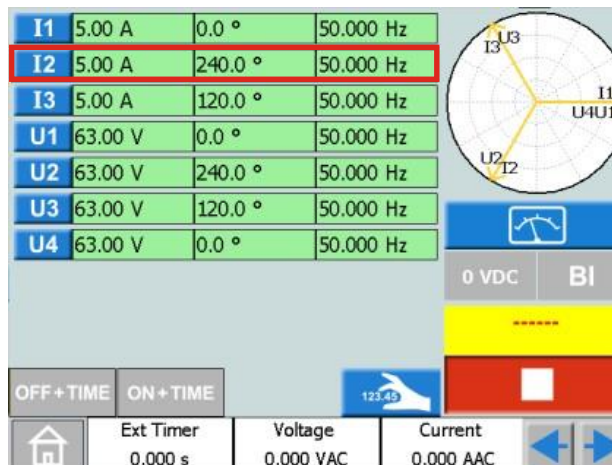 I1 5.00 A 0.0 ° 50.000 Hz
I2 5.00 A 240.0 ° 50.000 Hz
I3 5.00 A 120.0 ° 50.000 Hz
U1 63.00 V 0.0 ° 50.000 Hz
U2 63.00 V 240.0 ° 50.000 Hz
U3 63.00 V 120.0 ° 50.000 Hz
U4 63.00 V 0.0 ° 50.000 Hz
U3
I3
I1
U4U1
U2
I2
0 VDC BI
------
OFF+TIME ON+TIME 123.45
Ext Timer Voltage Current
0.000 s 0.000 VAC 0.000 AAC